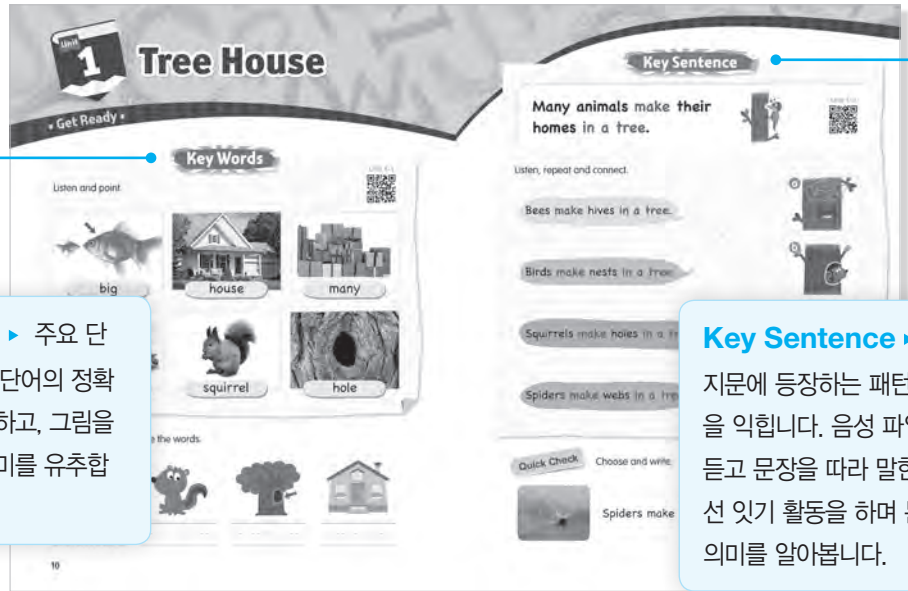 Unit
1
Tree House
• Get Ready •
Key Words
Listen and point.
big
house
many
squirrel
hole
the words.
10
▶ 주요 단
단어의 정확
하고, 그림을
미를 유추합
Key Sentence
Many animals make their
homes in a tree.
Listen, repeat and connect.
Bees make hives in a tree.
Birds make nests in a tree.
Squirrels make holes in a
Spiders make webs in a
Quick Check
Choose and write.
Spiders make
Key Sentence ▶
지문에 등장하는 패턴
을 익힙니다. 음성 파
듣고 문장을 따라 말한
선 잇기 활동을 하며
의미를 알아봅니다.